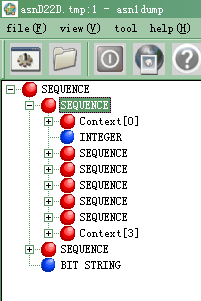 asnD22D.tmp:1 - asn1dump
file(F) view(V) tool help(H)
SEQUENCE
SEQUENCE
Context[0]
INTEGER
SEQUENCE
SEQUENCE
SEQUENCE
SEQUENCE
SEQUENCE
Context[3]
SEQUENCE
BIT STRING